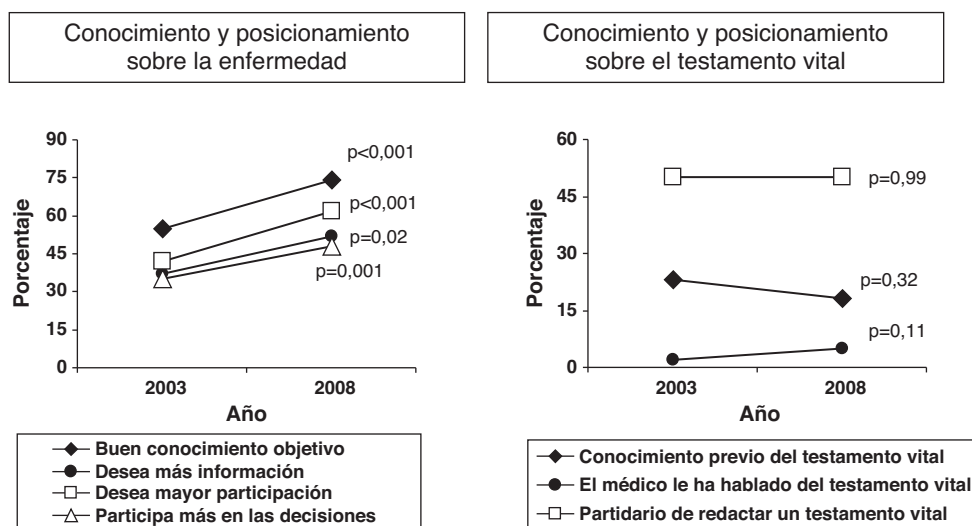 Conocimiento y posicionamiento
sobre la enfermedad
Conocimiento y posicionamiento
sobre el testamento vital
90
75
60
45
30
15
0
Porcentaje
p<0,001
p<0,001
p=0,02
p=0,001
2003
2008
Año
Buen conocimiento objetivo
Desea más información
Desea mayor participación
Participa más en las decisiones
60
45
30
15
0
Porcentaje
p=0,99
p=0,32
p=0,11
2003
2008
Año
Conocimiento previo del testamento vital
El médico le ha hablado del testamento vital
Partidario de redactar un testamento vital